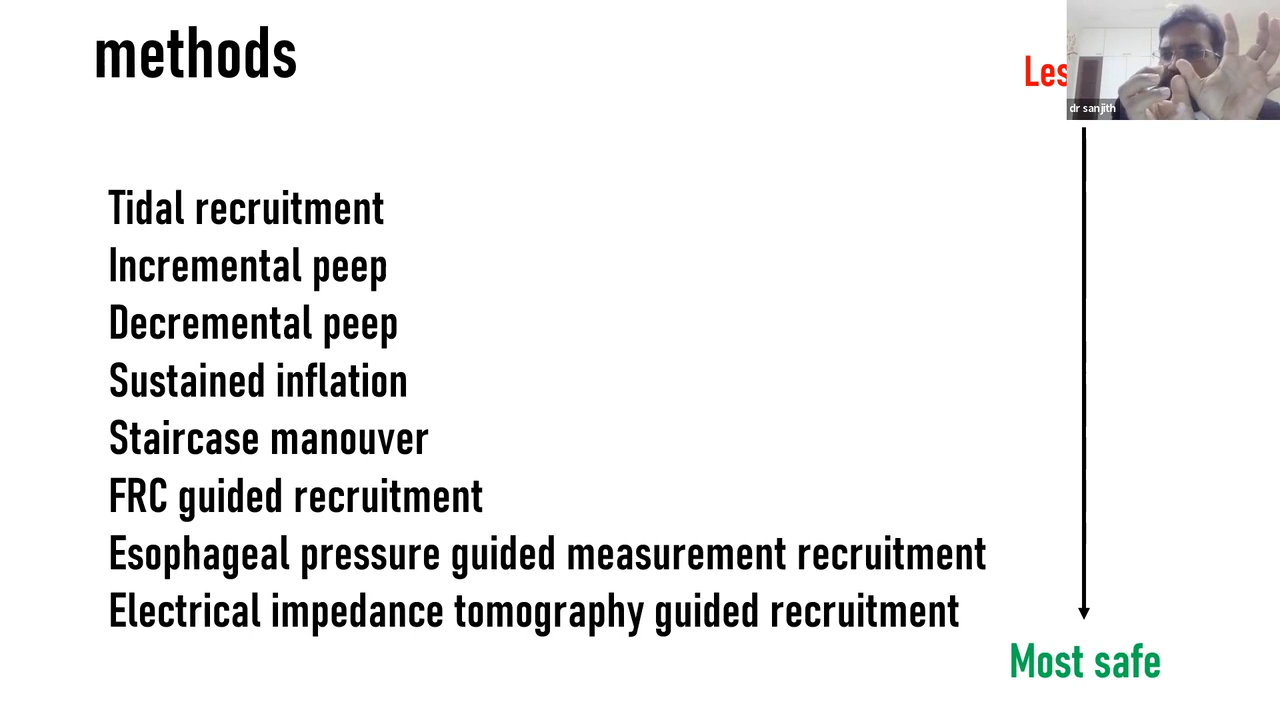 methods
Les
dr sanjith
Tidal recruitment
Incremental peep
Decremental peep
Sustained inflation
Staircase manouver
FRC guided recruitment
Esophageal pressure guided measurement recruitment
Electrical impedance tomography guided recruitment
Most safe